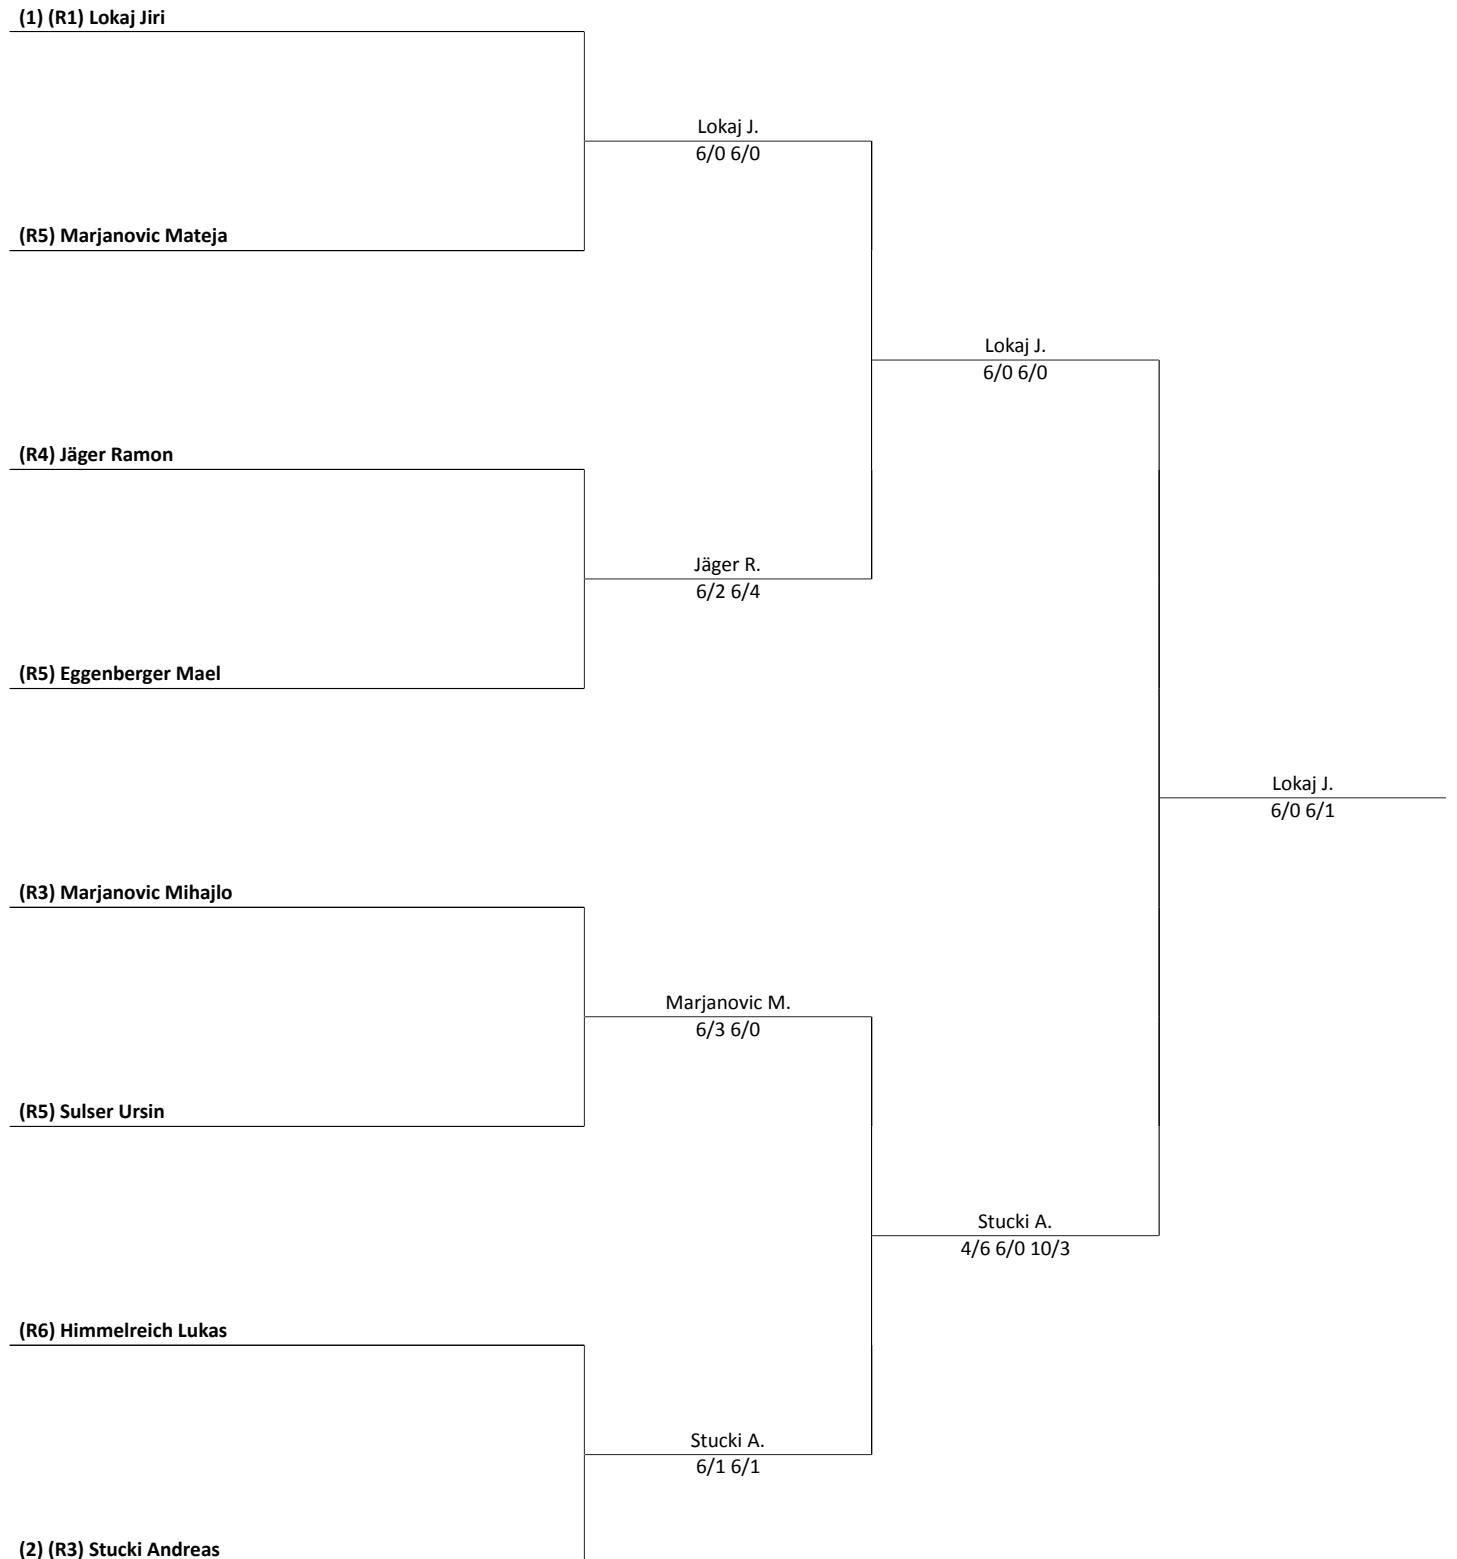 (1) (R1) Lokaj Jiri
Lokaj J.
6/0 6/0
(R5) Marjanovic Mateja
Lokaj J.
6/0 6/0
(R4) Jäger Ramon
Jäger R.
6/2 6/4
(R5) Eggenberger Mael
Lokaj J.
6/0 6/1
(R3) Marjanovic Mihajlo
Marjanovic M.
6/3 6/0
(R5) Sulser Ursin
Stucki A.
4/6 6/0 10/3
(R6) Himmelreich Lukas
Stucki A.
6/1 6/1
(2) (R3) Stucki Andreas